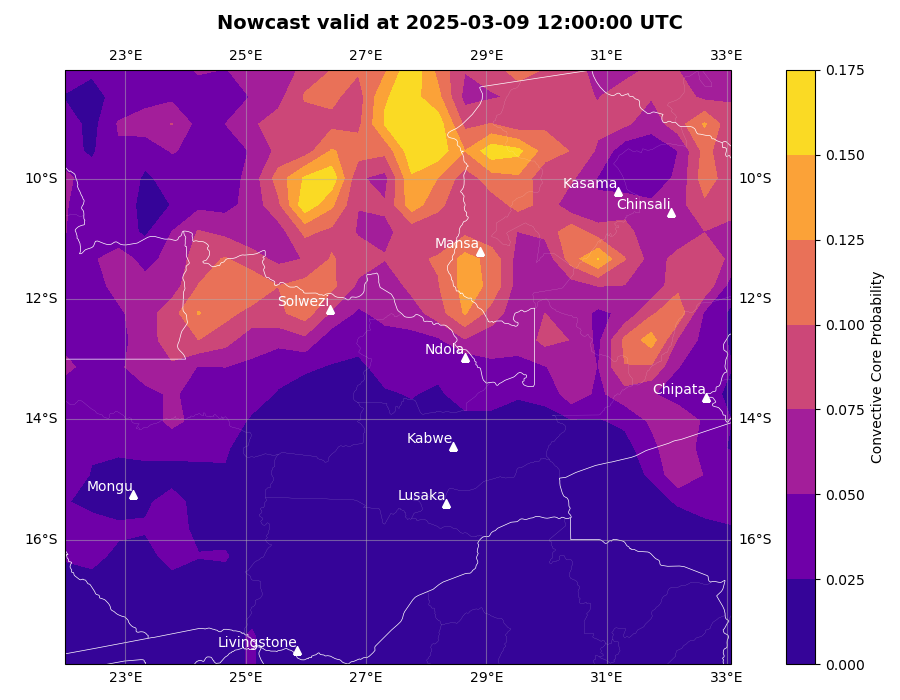 Nowcast valid at 2025-03-09 12:00:00 UTC
23°E 25°E 27°E 29°E 31°E 33°E
0.175
0.150
10°S Kasama 10°S
Chinsali
0.125
Mansa
12°S Solwezi 12°S
0.100
Ndola
Chipata
0.075
14°S 14°S
Kabwe
Mongu Lusaka
0.050
16°S 16°S
0.025
Livingstone
0.000
23°E 25°E 27°E 29°E 31°E 33°E
Convective Core Probability